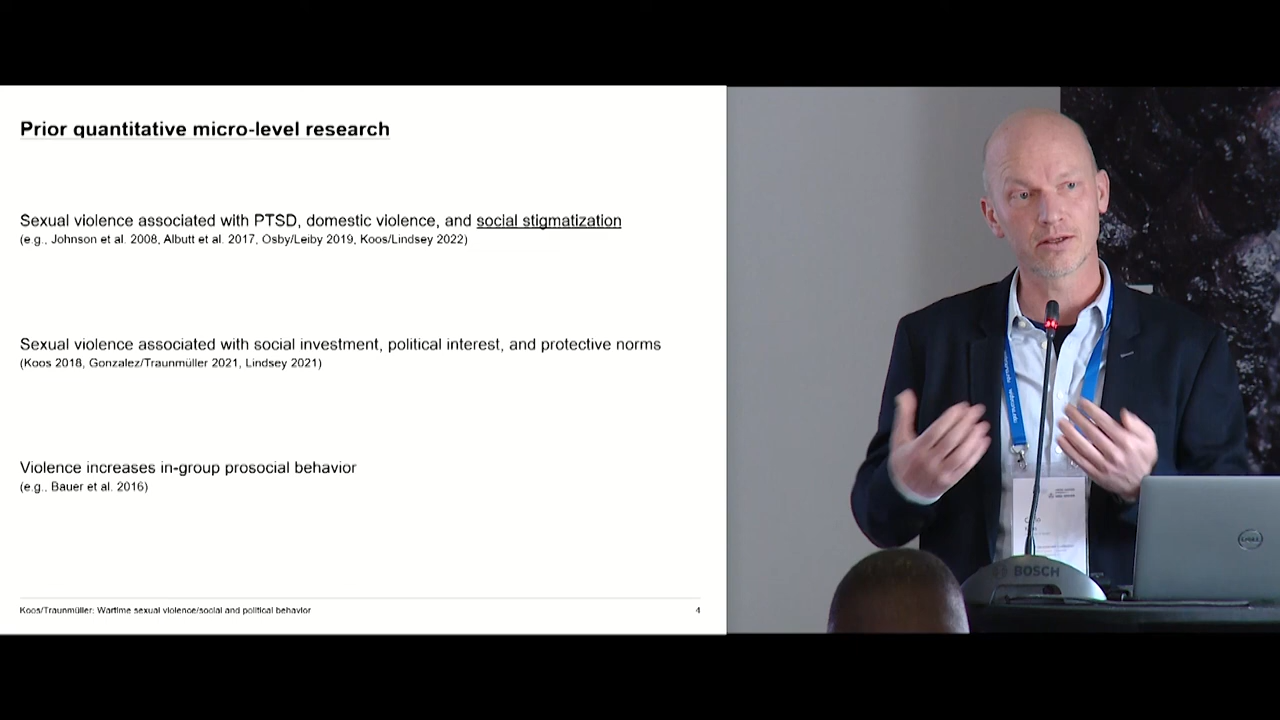 Prior quantitative micro-level research
Sexual violence associated with PTSD, domestic violence, and social stigmatization
(e.g., Johnson et al. 2008, Albutt et al. 2017, Osby/Leiby 2019, Koos/Lindsey 2022)
Sexual violence associated with social investment, political interest, and protective norms
(Koos 2018, Gonzalez/Traunmüller 2021, Lindsey 2021)
Violence increases in-group prosocial behavior
(e.g., Bauer et al. 2016)
Koos/Traunmüller: Wartime sexual violence/social and political behavior
4
BOSCH
DELL